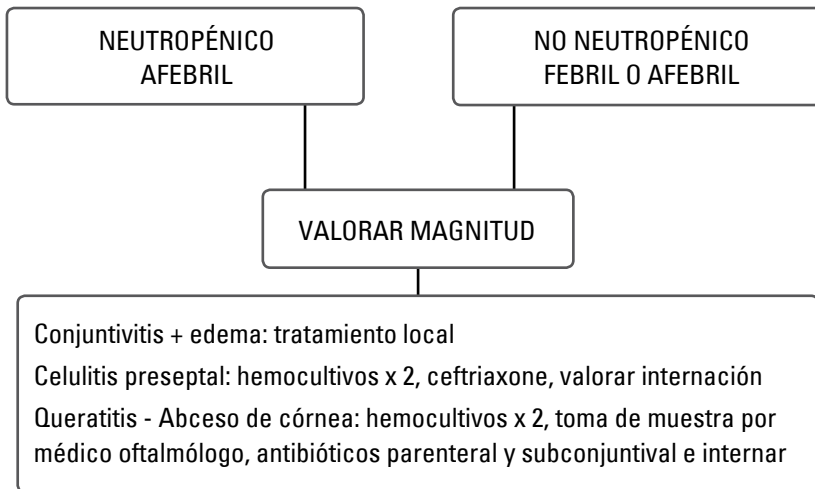 NEUTROPÉNICO
AFEBRIL
NO NEUTROPÉNICO
FEBRIL O AFEBRIL
VALORAR MAGNITUD
Conjuntivitis + edema: tratamiento local
Celulitis preseptal: hemocultivos x 2, ceftriaxone, valorar internación
Queratitis - Abceso de córnea: hemocultivos x 2, toma de muestra por
médico oftalmólogo, antibióticos parenteral y subconjuntival e internar